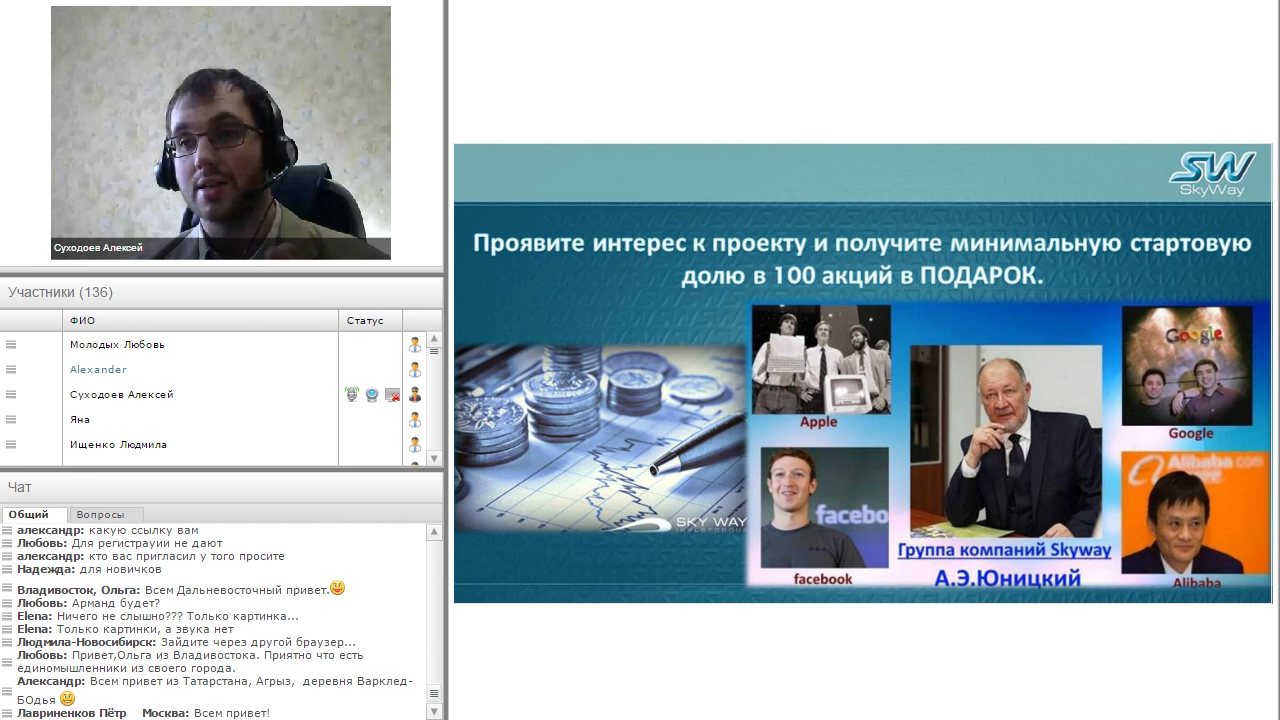 Суходоев Алексей
Участники (136)
ФИО
Статус
Молодых Любовь
Alexander
Суходоев Алексей
Яна
Ищенко Людмила
Чат
Общий
Вопросы
александр: какую ссылку вам
Любовь: Для региструии не дают
александр: кто вас пригласил у того просите
Надежда: для новичков
Владивосток, Ольга: Всем Дальневосточный привет.
Любовь: Арманд будет?
Elena: Ничего не слышно??? Только картинка...
Elena: Только картинки, а звука нет
Людмила-Новосибирск: Зайдите через другой браузер...
Любовь: Привет,Ольга из Владивостока. Приятно что есть
единомышленники из своего города.
Александр: Всем привет из Татарстана, Агрыз, деревня Варклед-
БОдья
Лавриненков Пётр Москва: Всем привет!
SW
SkyWay
Проявите интерес к проекту и получите минимальную стартовую
долю в 100 акций в ПОДАРОК.
SKY WAY
Apple
facebo
facebook
Группа компаний Skyway
А.Э.Юницкий
Google
Google
Alibaba.com
Alibaba